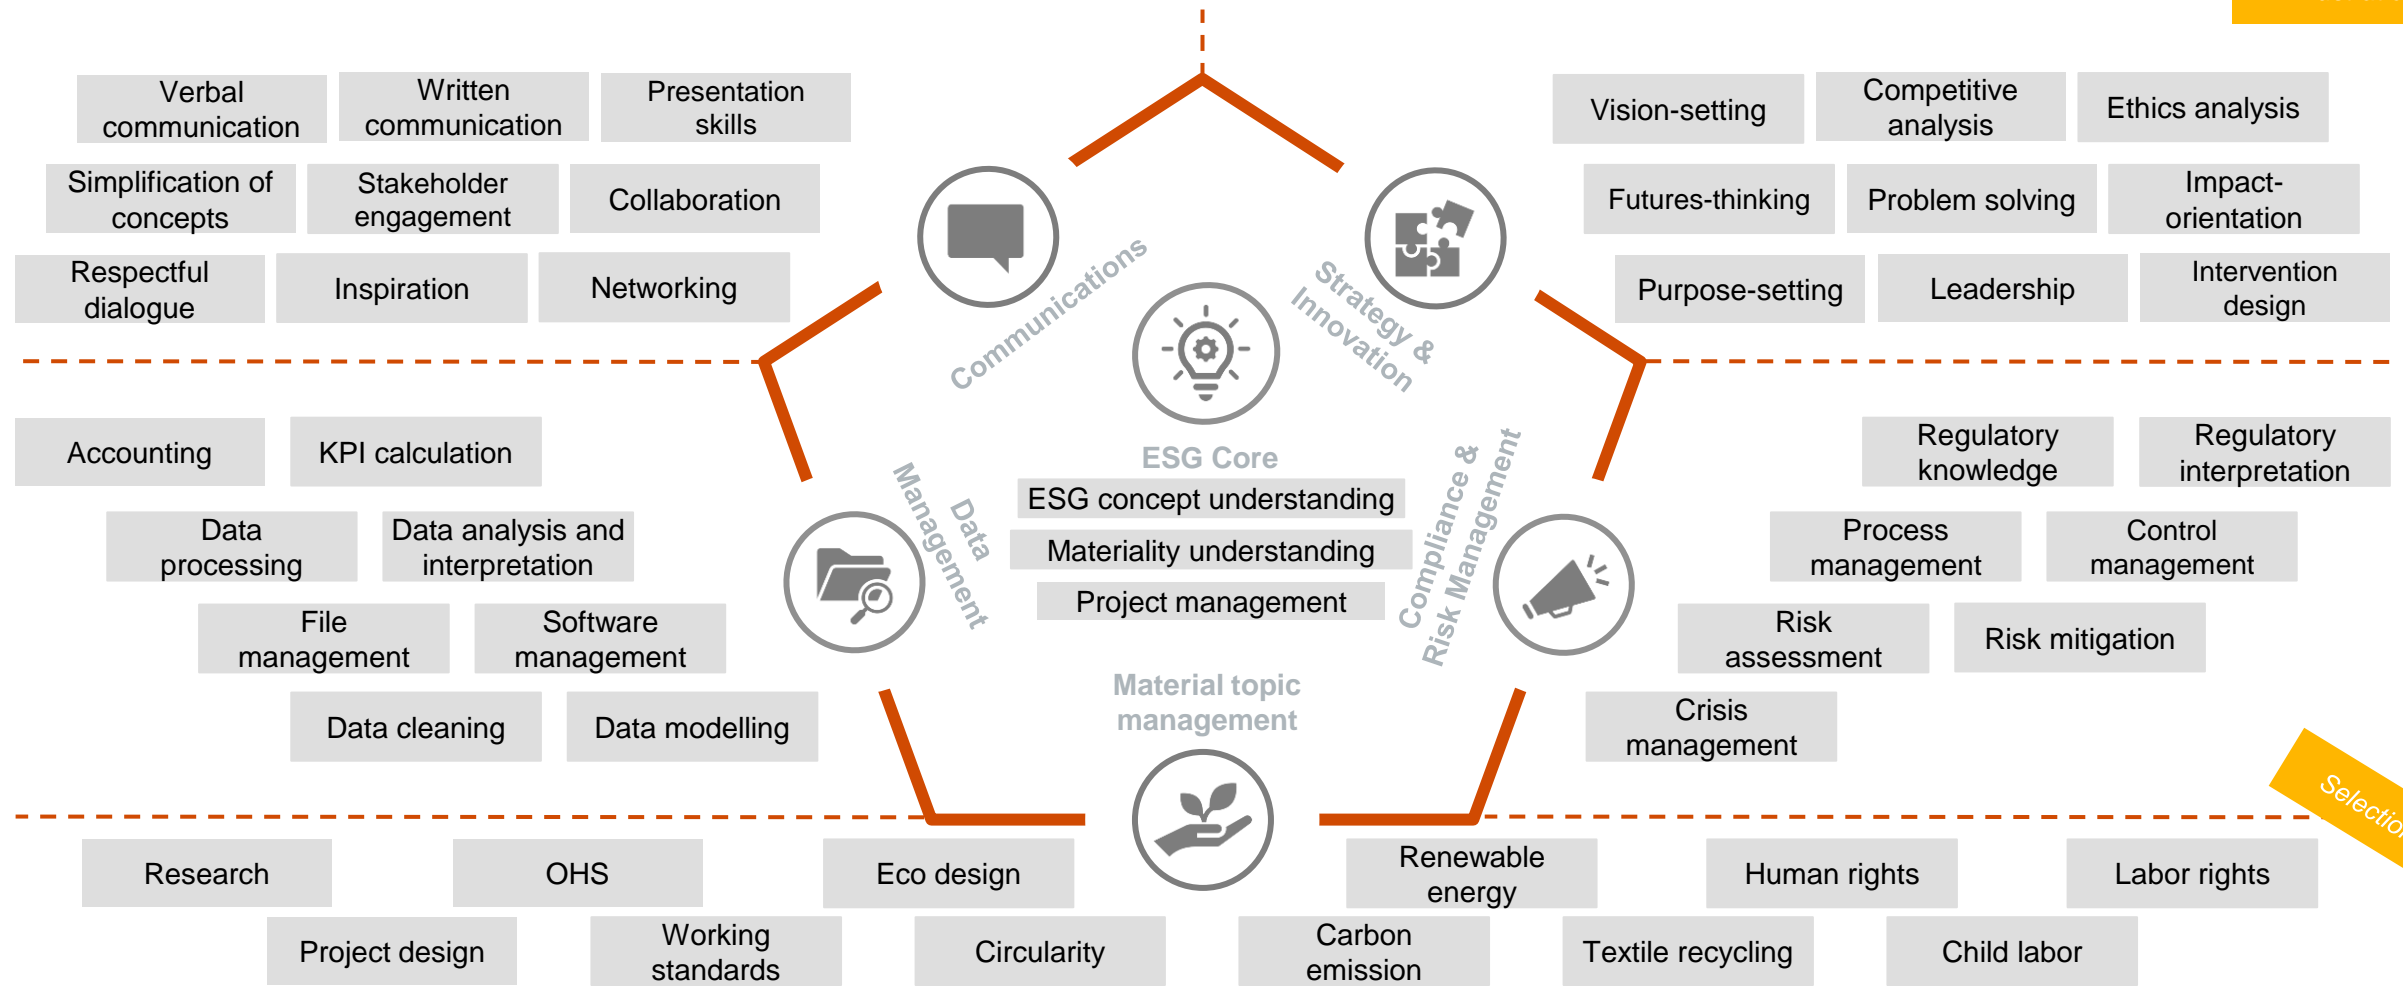 Verbal
communication
Written
communication
Presentation
skills
Simplification of
concepts
Stakeholder
engagement
Collaboration
Respectful
dialogue
Inspiration
Networking
Vision-setting
Competitive
analysis
Ethics analysis
Futures-thinking
Problem solving
Impact-
orientation
Purpose-setting
Leadership
Intervention
design
Communications
Strategy &
Innovation
ESG Core
ESG concept understanding
Materiality understanding
Project management
Data
Management
Compliance &
Risk Management
Material topic
management
Accounting
KPI calculation
Data
processing
Data analysis and
interpretation
File
management
Software
management
Data cleaning
Data modelling
Regulatory
knowledge
Regulatory
interpretation
Process
management
Control
management
Risk
assessment
Risk mitigation
Crisis
management
Selection
Research
OHS
Eco design
Renewable
energy
Human rights
Labor rights
Project design
Working
standards
Circularity
Carbon
emission
Textile recycling
Child labor